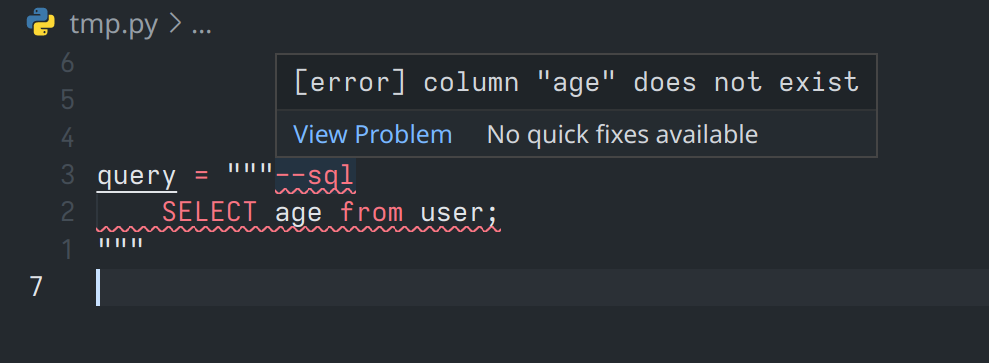 tmp.py > ...
6
[error] column "age" does not exist
5
View Problem No quick fixes available
4
3 query = """--sql
2 SELECT age from user;
1 """
7